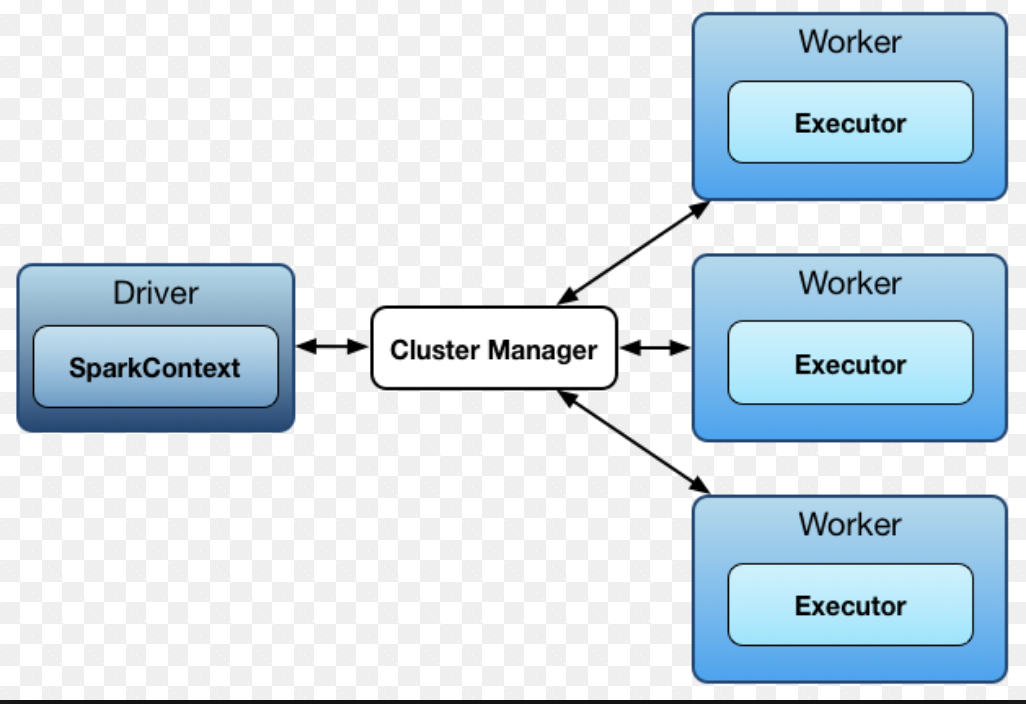 Driver
SparkContext
Cluster Manager
Worker
Executor
Worker
Executor
Worker
Executor